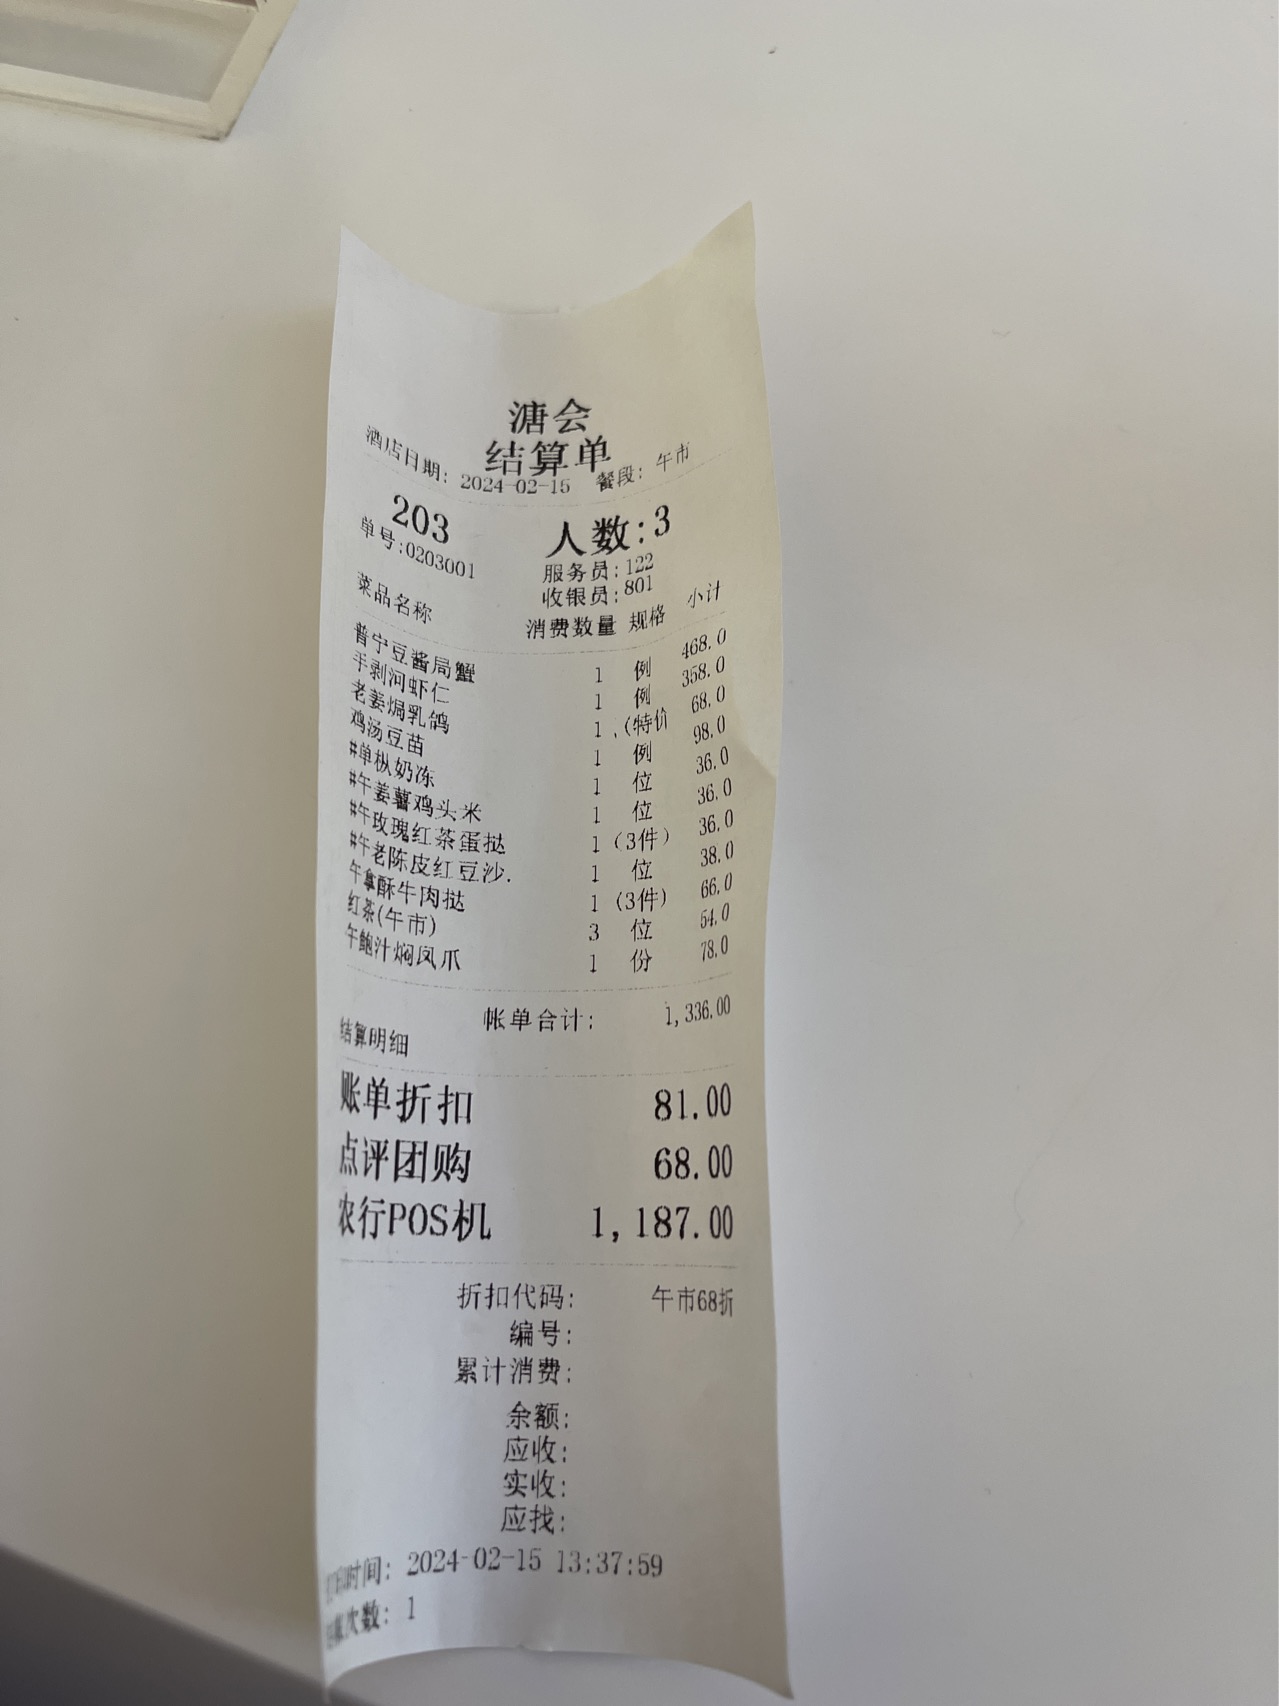 溏会
结算单
酒店日期: 2024-02-15 餐段: 午市
203 人数:3
单号:0203001 服务员:122
收银员:801
菜品名称 消费数量 规格 小计
普宁豆酱局蟹 1 例 468.0
手剥河虾仁 1 例 358.0
老姜焗乳鸽 1 .(特价 68.0
鸡汤豆苗 1 例 98.0
#单枞奶冻 1 位 36.0
#午姜薯鸡头米 1 位 36.0
#午玫瑰红茶蛋挞 1 (3件) 36.0
#午老陈皮红豆沙. 1 位 38.0
午拿酥牛肉挞 1 (3件) 66.0
红茶(午市) 3 位 54.0
午鲍汁焖凤爪 1 份 78.0
帐单合计: 1,336.00
结算明细
账单折扣 81.00
点评团购 68.00
农行POS机 1,187.00
折扣代码: 午市68折
编号:
累计消费:
余额:
应收:
实收:
应找:
时间: 2024-02-15 13:37:59
次数: 1